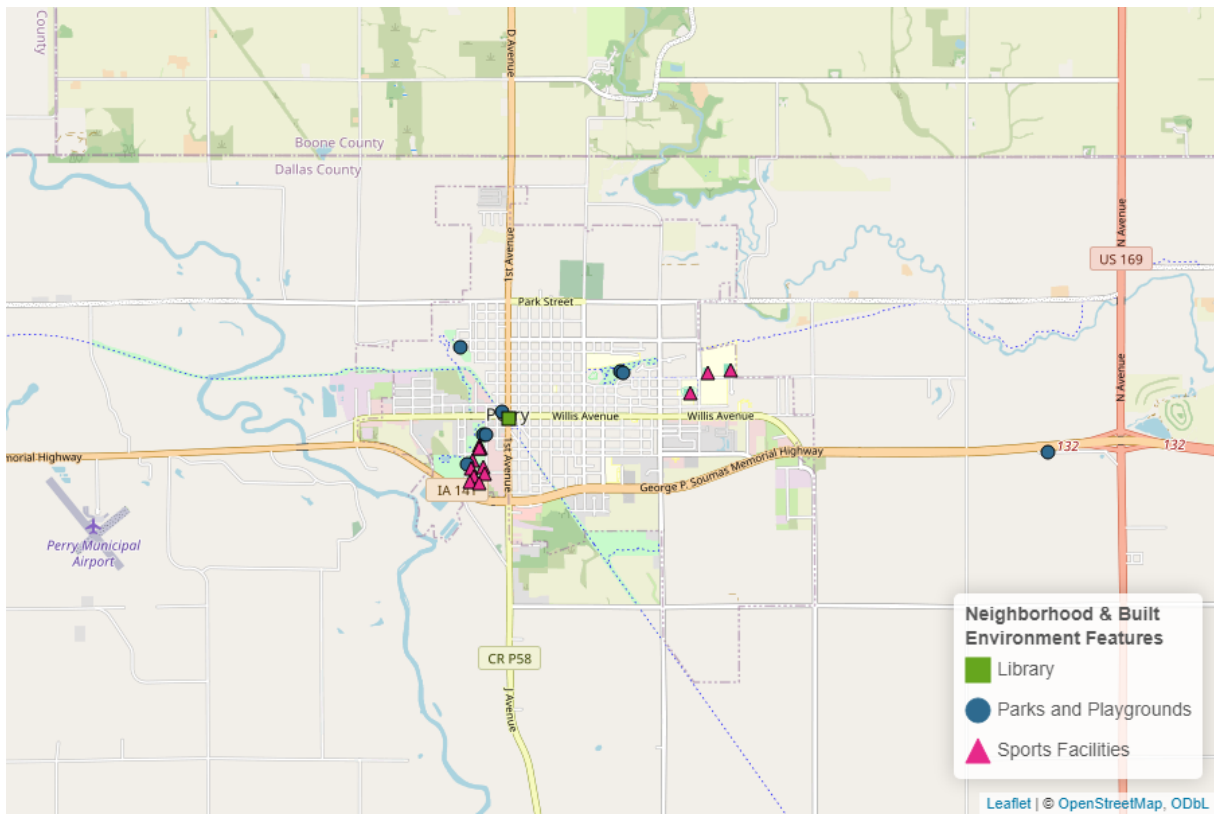 County
D Avenue
Boone County
Dallas County
N Avenue
US 169
1st Avenue
Park Street
N Avenue
Perry
Willis Avenue
Willis Avenue
132
132
morial Highway
1st Avenue
George P. Soumas Memorial Highway
IA 141
Perry Municipal
Airport
CR P58
J Avenue
Neighborhood & Built
Environment Features
Library
Parks and Playgrounds
Sports Facilities
Leaflet | © OpenStreetMap, ODbL